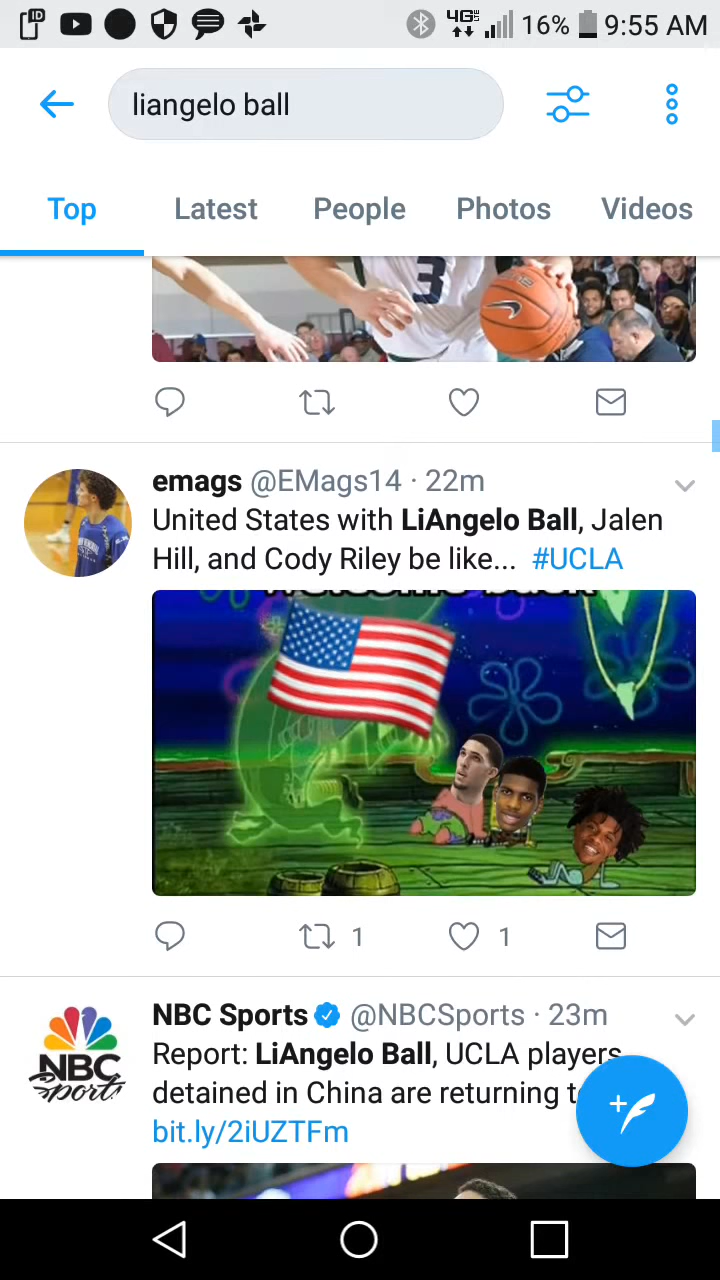 16% 9:55 AM
liangelo ball
Top Latest People Photos Videos
3
emags @EMags14 · 22m
United States with LiAngelo Ball, Jalen
Hill, and Cody Riley be like... #UCLA
1 1
NBC Sports @NBCSports · 23m
Report: LiAngelo Ball, UCLA players
detained in China are returning
bit.ly/2iUZTFm
NBC
Sports